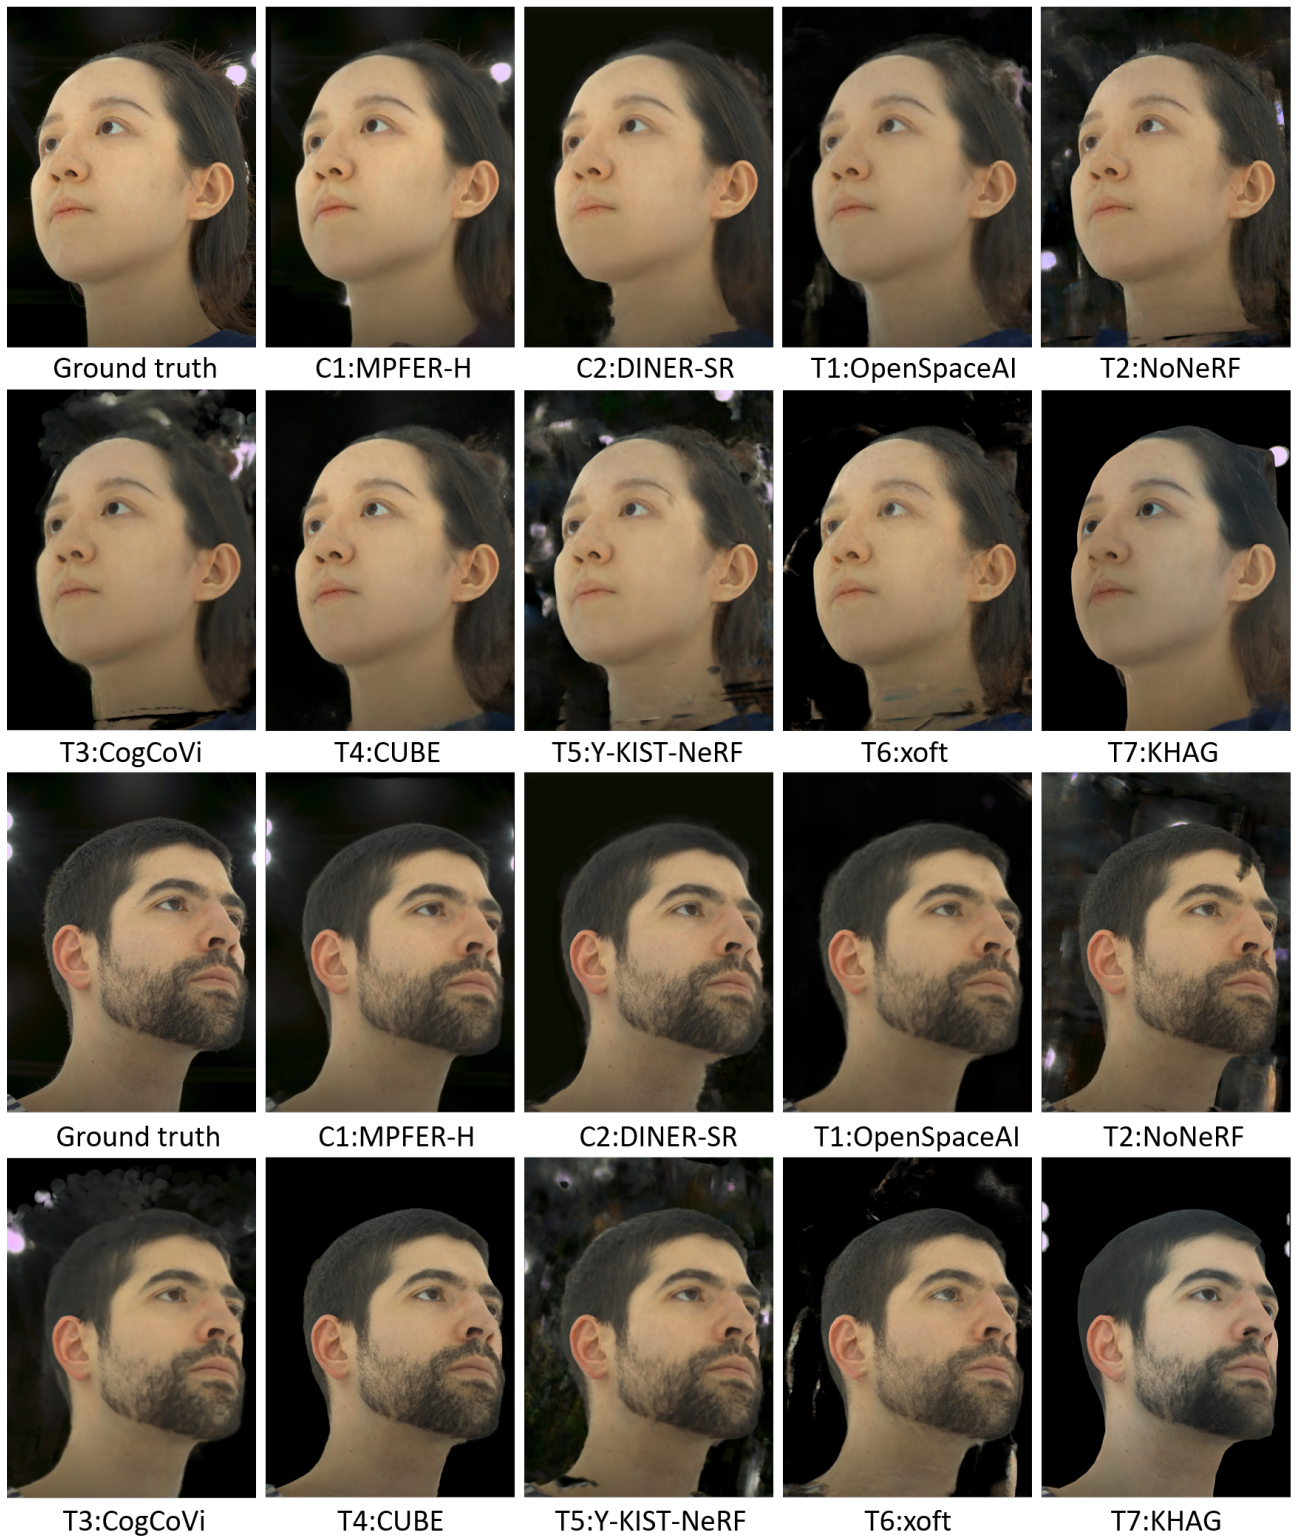 Ground truth C1:MPFER-H C2:DINER-SR T1:OpenSpaceAI T2:NoNeRF
T3:CogCoVi T4:CUBE T5:Y-KIST-NeRF T6:xoft T7:KHAG
Ground truth C1:MPFER-H C2:DINER-SR T1:OpenSpaceAI T2:NoNeRF
T3:CogCoVi T4:CUBE T5:Y-KIST-NeRF T6:xoft T7:KHAG